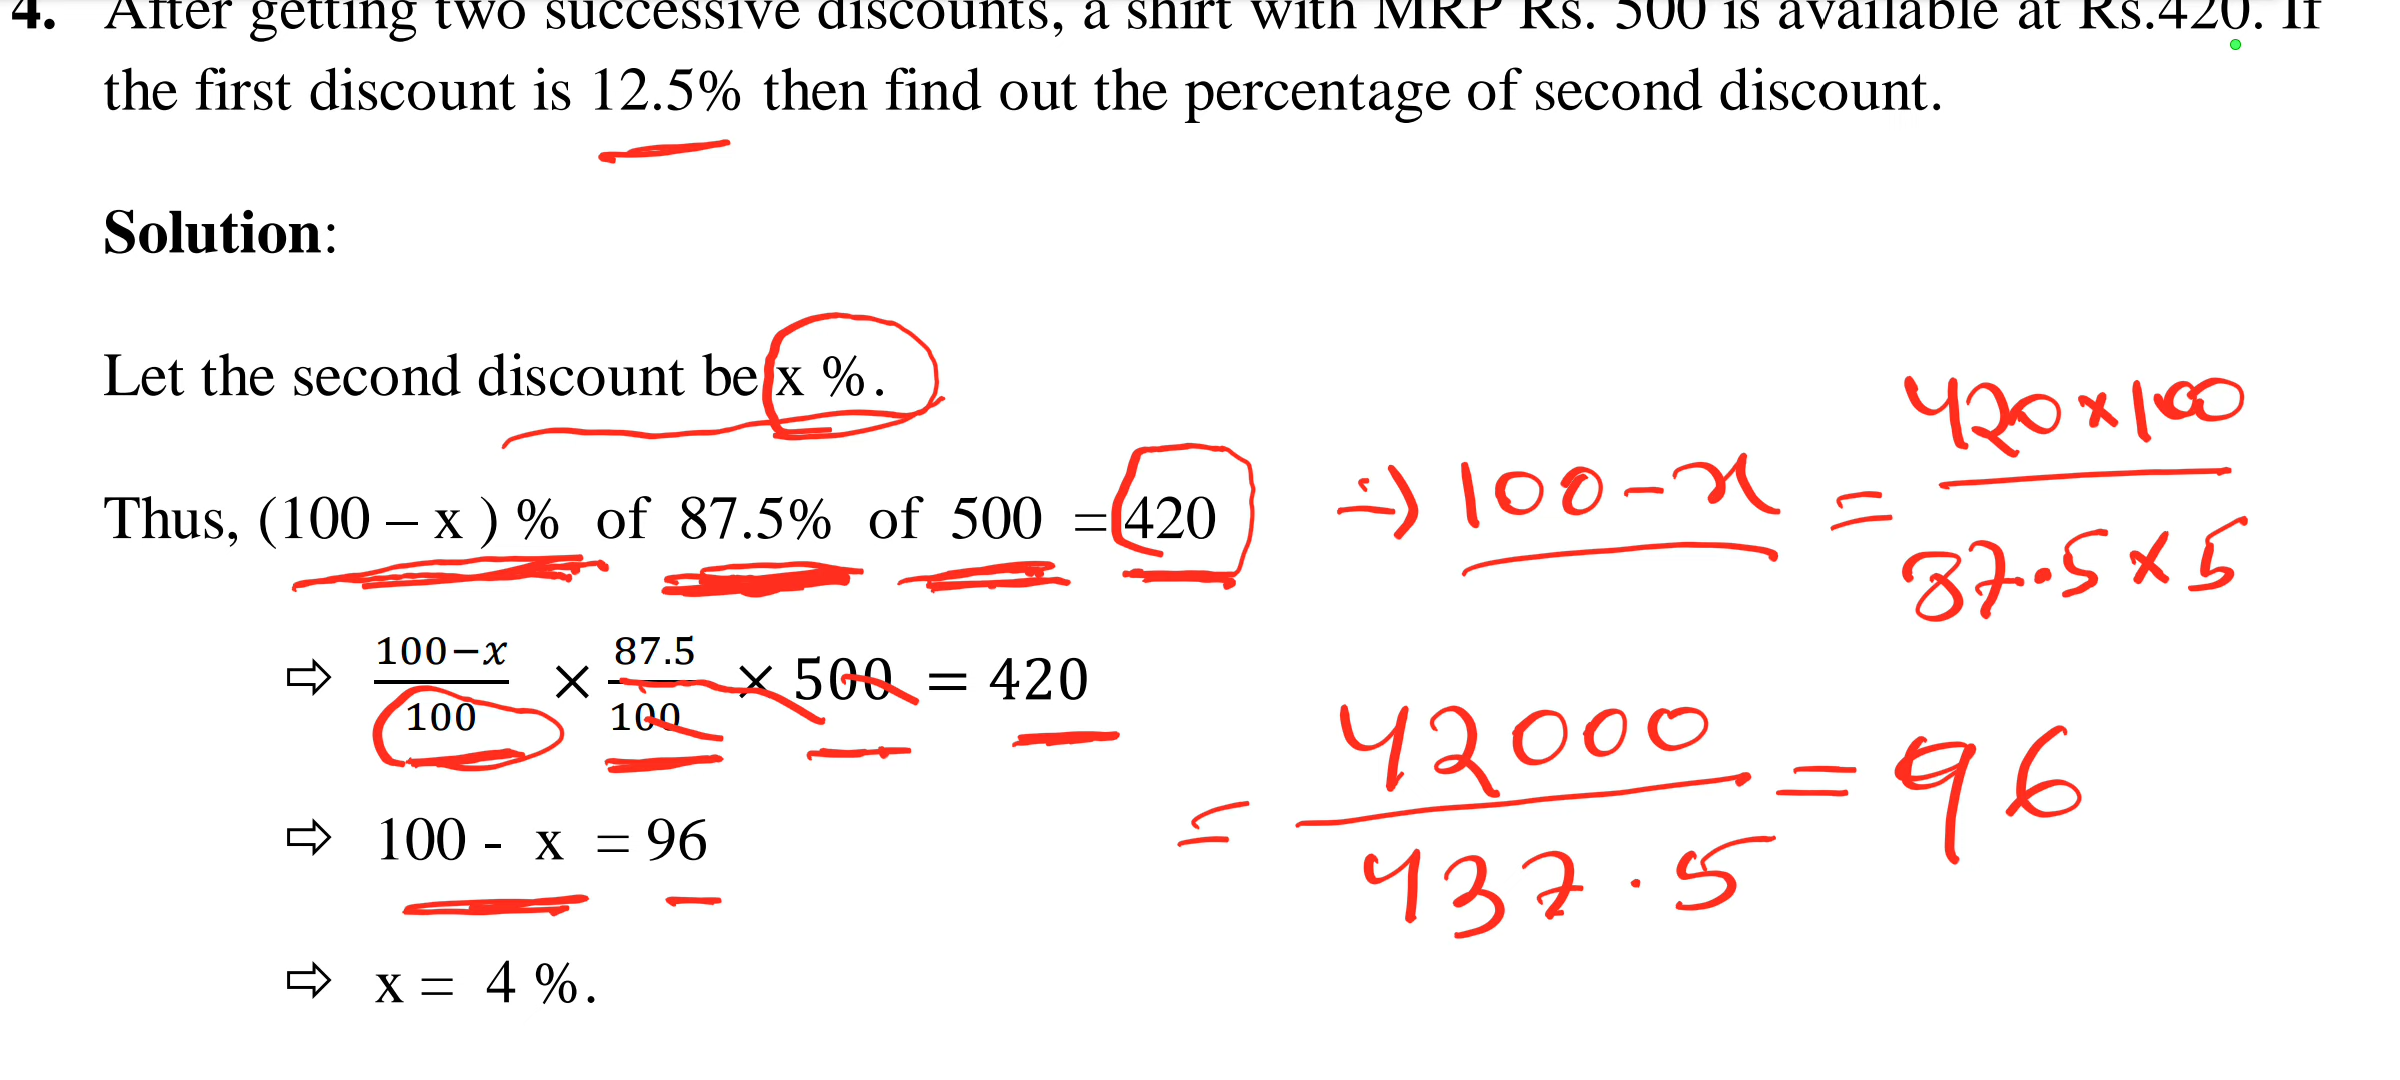 4. After getting two successive discounts, a shirt with MRP Rs. 500 is available at Rs.420. If
the first discount is 12.5% then find out the percentage of second discount.
Solution:
Let the second discount be x %.
Thus, (100 – x ) % of 87.5% of 500 = 420
⇨ 100−x/100 × 87.5/100 × 500 = 420
⇨ 100 - x = 96
⇨ x = 4 %.
⇒ 100-x = 420×100/87.5×5
= 42000/437.5 = 96